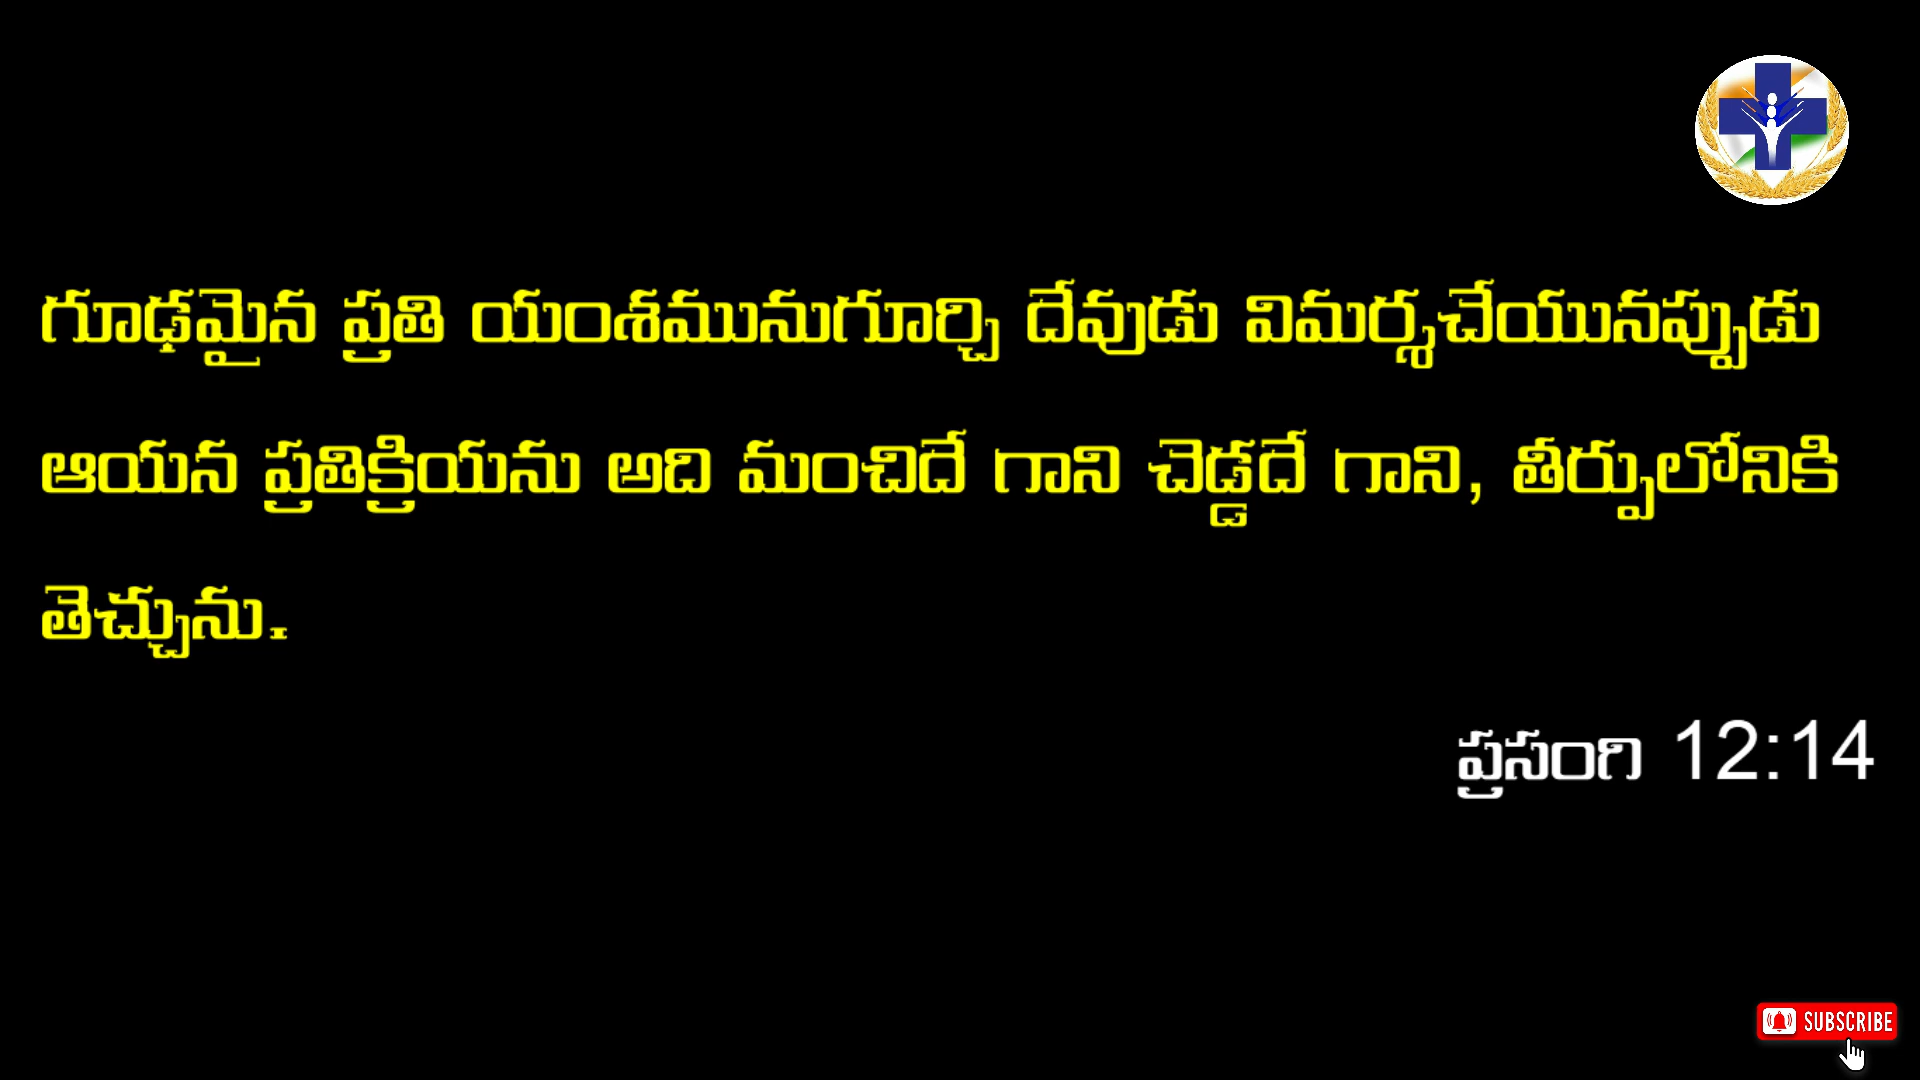 గూఢమైన ప్రతి యంశమునుగూర్చి దేవుడు విమర్శచేయునప్పుడు
ఆయన ప్రతిక్రియను అది మంచిదే గాని చెడ్డదే గాని, తీర్పులోనికి
తెచ్చును.
ప్రసంగి 12:14
SUBSCRIBE